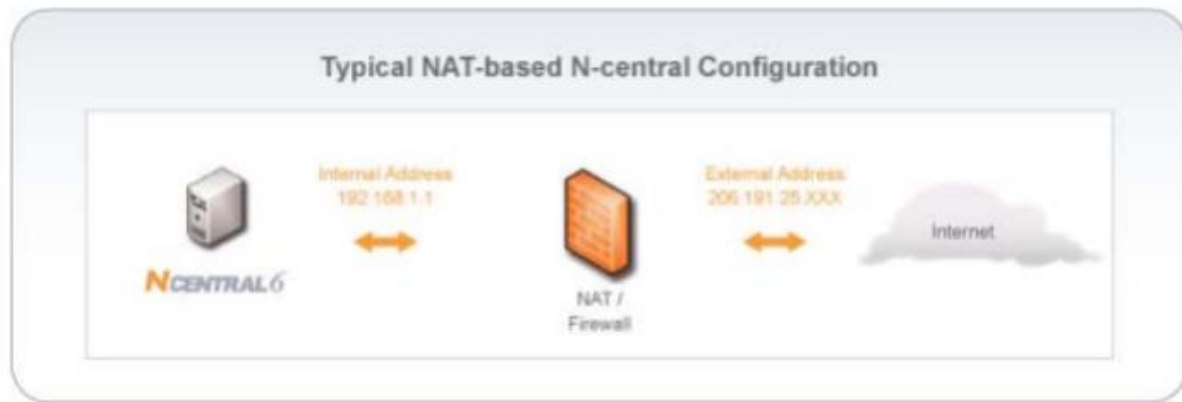 Typical NAT-based N-central Configuration
Internal Address
192.168.1.1
External Address
206.191.25.XXX
Internet
NCENTRAL6
NAT /
Firewall